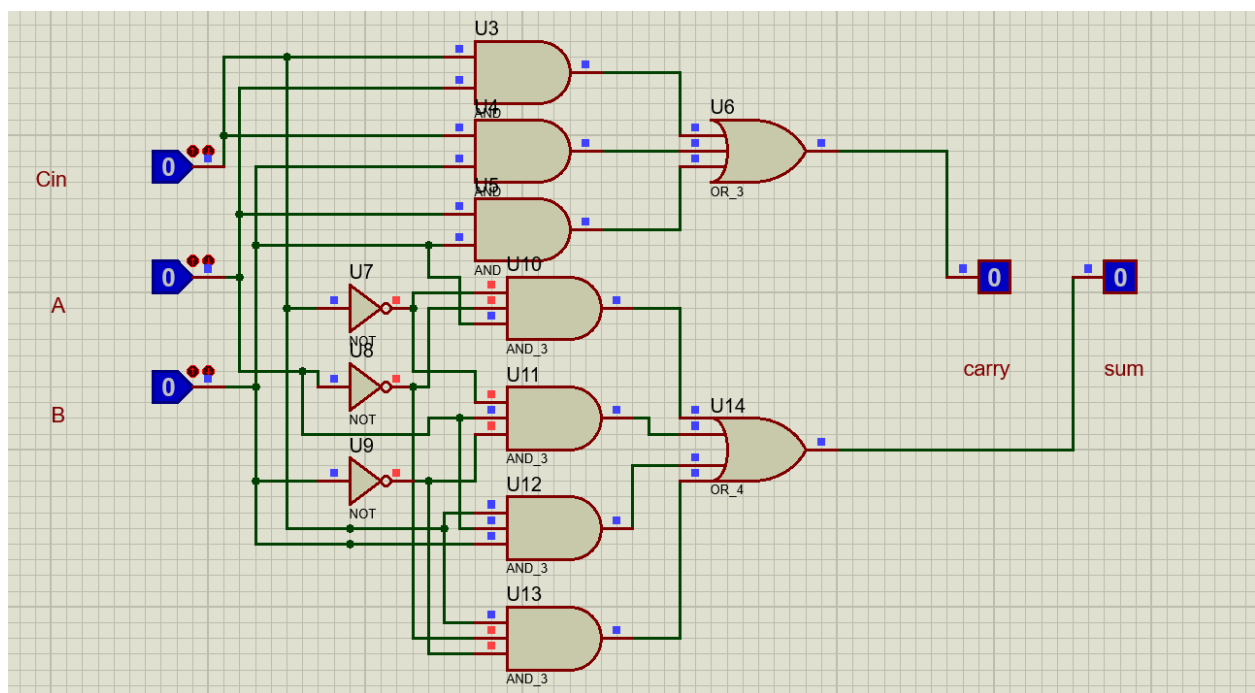 U3
AND
U4
AND
U5
AND
U6
OR_3
Cin
0
A
0
B
0
U7
NOT
U8
NOT
U9
NOT
U10
AND_3
U11
AND_3
U12
AND_3
U13
AND_3
U14
OR_4
0
carry
0
sum